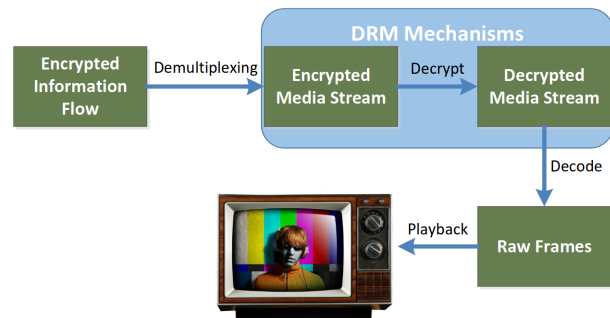 DRM Mechanisms
Encrypted
Information
Flow
Demultiplexing
Encrypted
Media Stream
Decrypt
Decrypted
Media Stream
Decode
Raw Frames
Playback